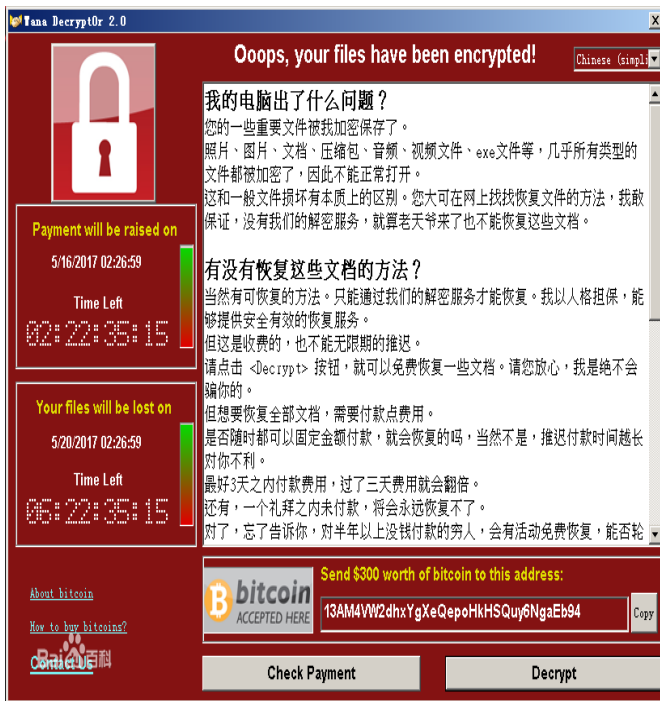 Wana Decrypt0r 2.0
Ooops, your files have been encrypted!
Chinese (simpli
我的电脑出了什么问题？
您的一些重要文件被我加密保存了。
照片、图片、文档、压缩包、音频、视频文件、exe文件等，几乎所有类型的
文件都被加密了，因此不能正常打开。
这和一般文件损坏有本质上的区别。您大可在网上找找恢复文件的方法，我敢
保证，没有我们的解密服务，就算老天爷来了也不能恢复这些文档。
有没有恢复这些文档的方法？
当然有可恢复的方法。只能通过我们的解密服务才能恢复。我以人格担保，能
够提供安全有效的恢复服务。
但这是收费的，也不能无限期的推迟。
请点击 <Decrypt> 按钮，就可以免费恢复一些文档。请您放心，我是绝不会
骗你的。
但想要恢复全部文档，需要付款点费用。
是否随时都可以固定金额付款，就会恢复的吗，当然不是，推迟付款时间越长
对你不利。
最好3天之内付款费用，过了三天费用就会翻倍。
还有，一个礼拜之内未付款，将会永远恢复不了。
对了，忘了告诉你，对半年以上没钱付款的穷人，会有活动免费恢复，能否轮
Payment will be raised on
5/16/2017 02:26:59
Time Left
02:22:35:15
Your files will be lost on
5/20/2017 02:26:59
Time Left
06:22:35:15
About bitcoin
How to buy bitcoins?
Contact Us
Bai百科
bitcoin
ACCEPTED HERE
Send $300 worth of bitcoin to this address:
13AM4VW2dhxYgXeQepoHkHSQuy6NgaEb94
Copy
Check Payment
Decrypt